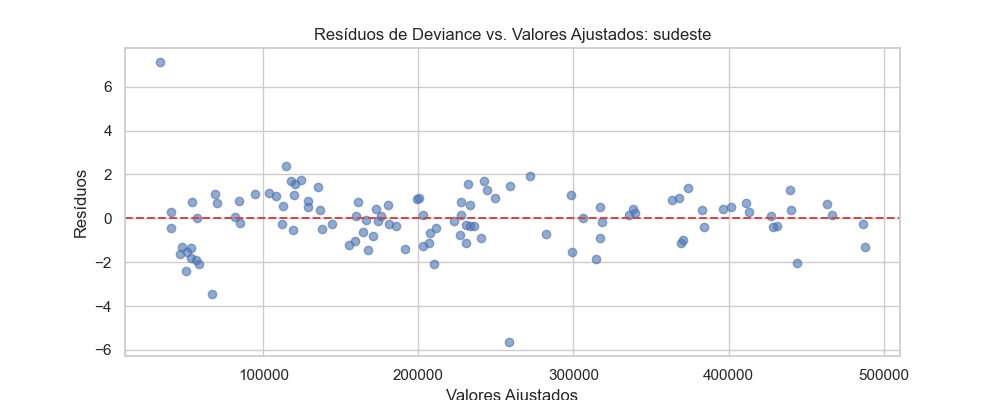 Resíduos de Deviance vs. Valores Ajustados: sudeste
Resíduos
6
4
2
0
−2
−4
−6
100000 200000 300000 400000 500000
Valores Ajustados